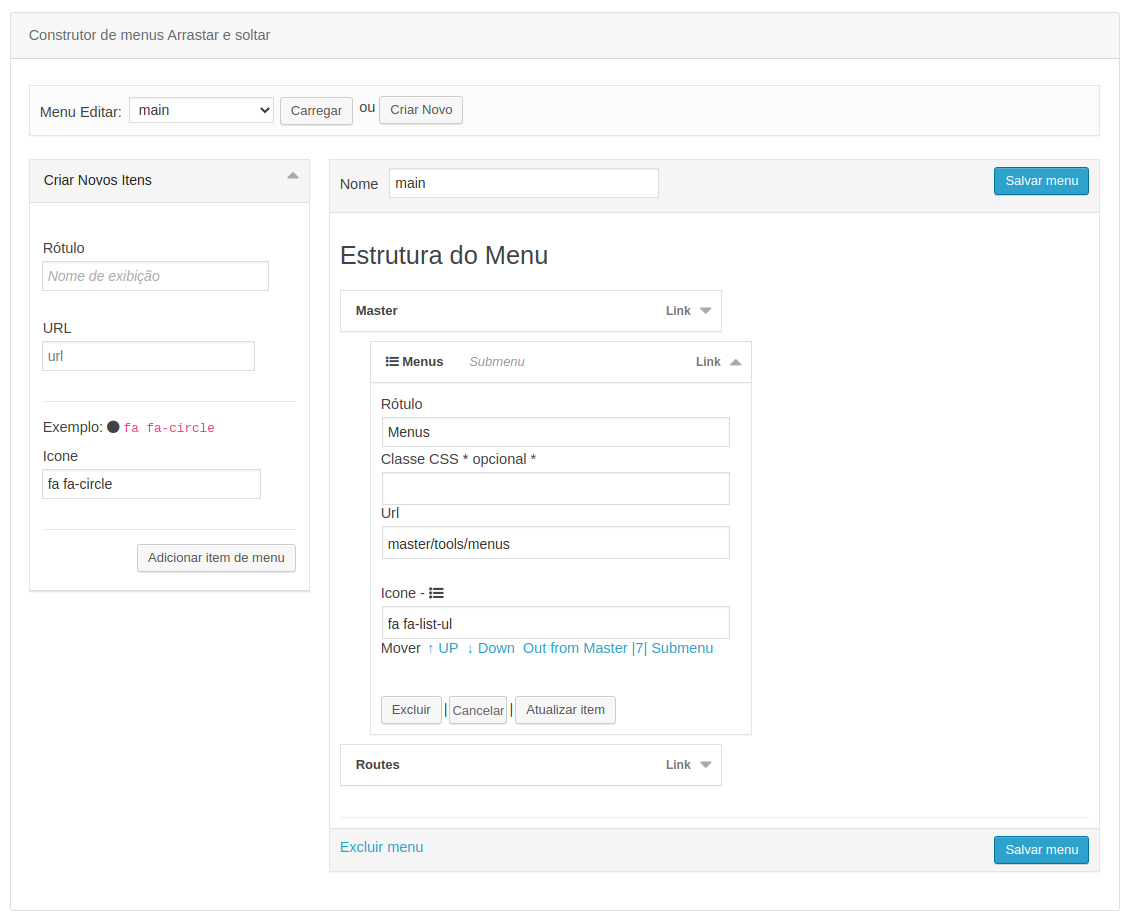 Construtor de menus Arrastar e soltar
Menu Editar: main Carregar ou Criar Novo
Criar Novos Itens
Rótulo
Nome de exibição
URL
url
Exemplo: fa fa-circle
Icone
fa fa-circle
Adicionar item de menu
Nome main Salvar menu
Estrutura do Menu
Master Link
Menus Submenu Link
Rótulo
Menus
Classe CSS * opcional *
Url
master/tools/menus
Icone -
fa fa-list-ul
Mover ↑ UP ↓ Down Out from Master |7| Submenu
Excluir | Cancelar | Atualizar item
Routes Link
Excluir menu Salvar menu